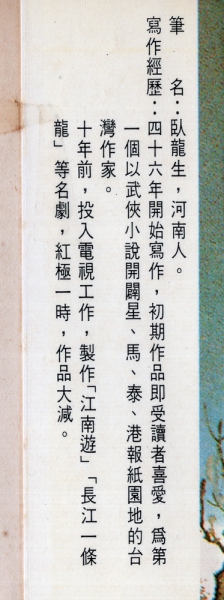 筆　名：臥龍生，河南人。
寫作經歷：四十六年開始寫作，初期作品即受讀者喜愛，爲第
一個以武俠小說開闢星、馬、泰、港報紙園地的台
灣作家。
十年前，投入電視工作，製作「江南遊」「長江一條
龍」等名劇，紅極一時，作品大減。